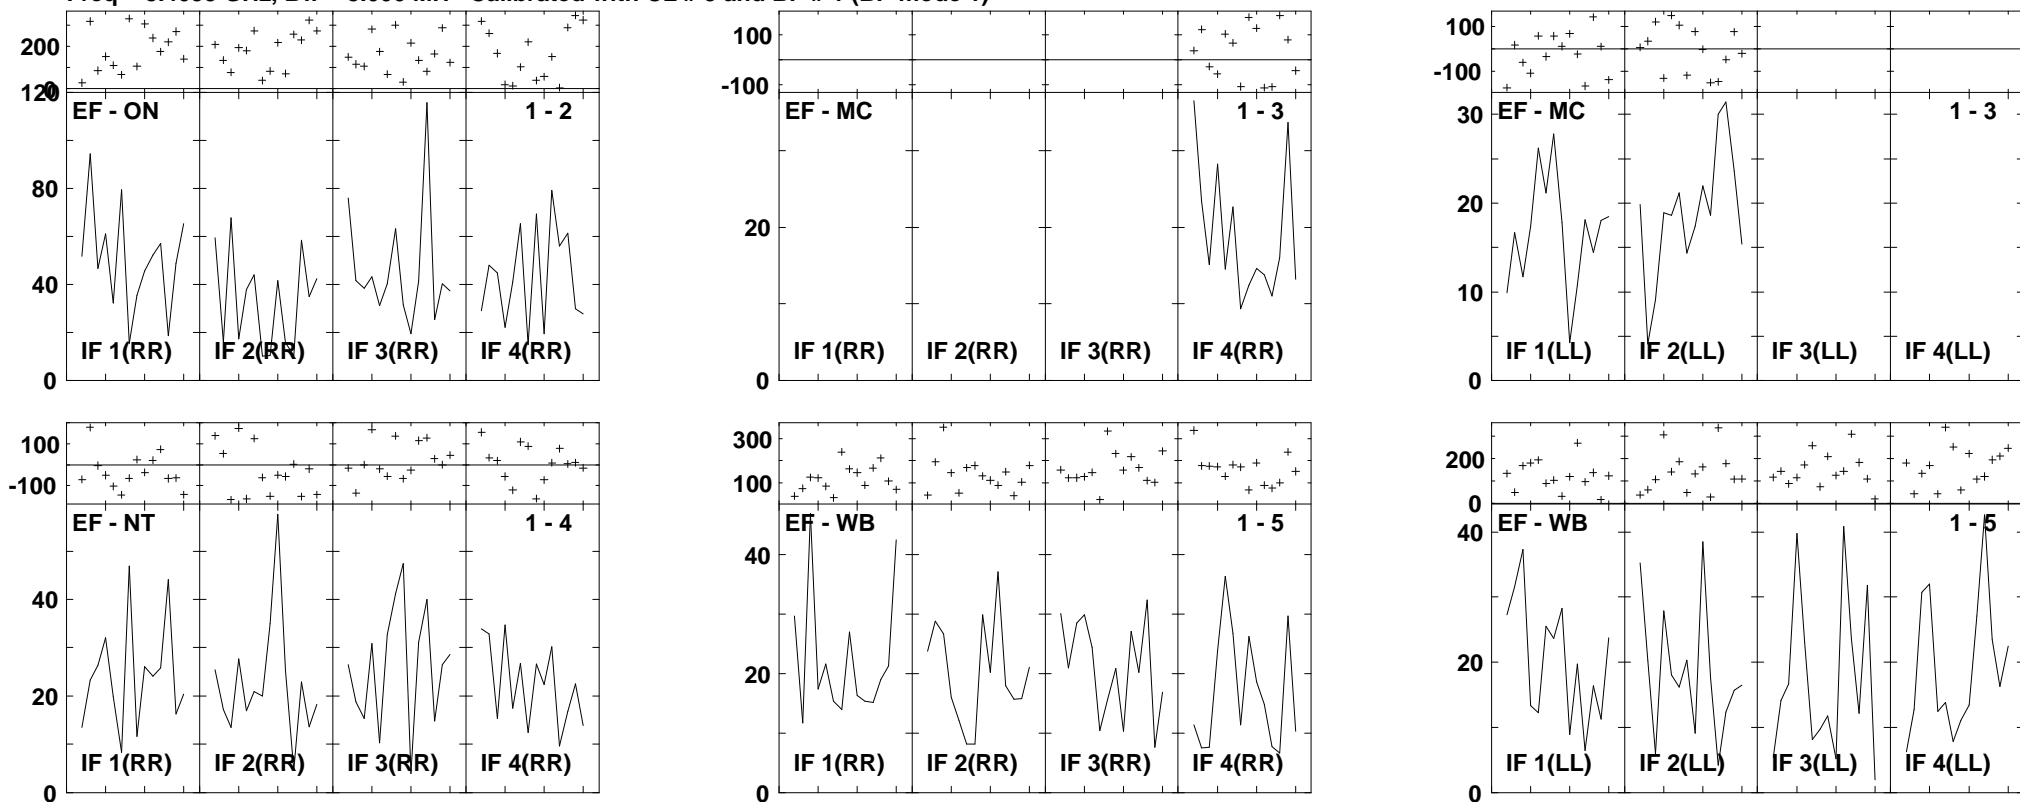 200
0
100
-100
100
-100
120
EF - ON 1 - 2
EF - MC 1 - 3
EF - MC 1 - 3
80
40
0
20
0
30
20
10
0
IF 1(RR) IF 2(RR) IF 3(RR) IF 4(RR)
IF 1(RR) IF 2(RR) IF 3(RR) IF 4(RR)
IF 1(LL) IF 2(LL) IF 3(LL) IF 4(LL)
100
-100
300
100
200
0
EF - NT 1 - 4
EF - WB 1 - 5
EF - WB 1 - 5
40
20
0
40
20
0
40
20
0
IF 1(RR) IF 2(RR) IF 3(RR) IF 4(RR)
IF 1(RR) IF 2(RR) IF 3(RR) IF 4(RR)
IF 1(LL) IF 2(LL) IF 3(LL) IF 4(LL)